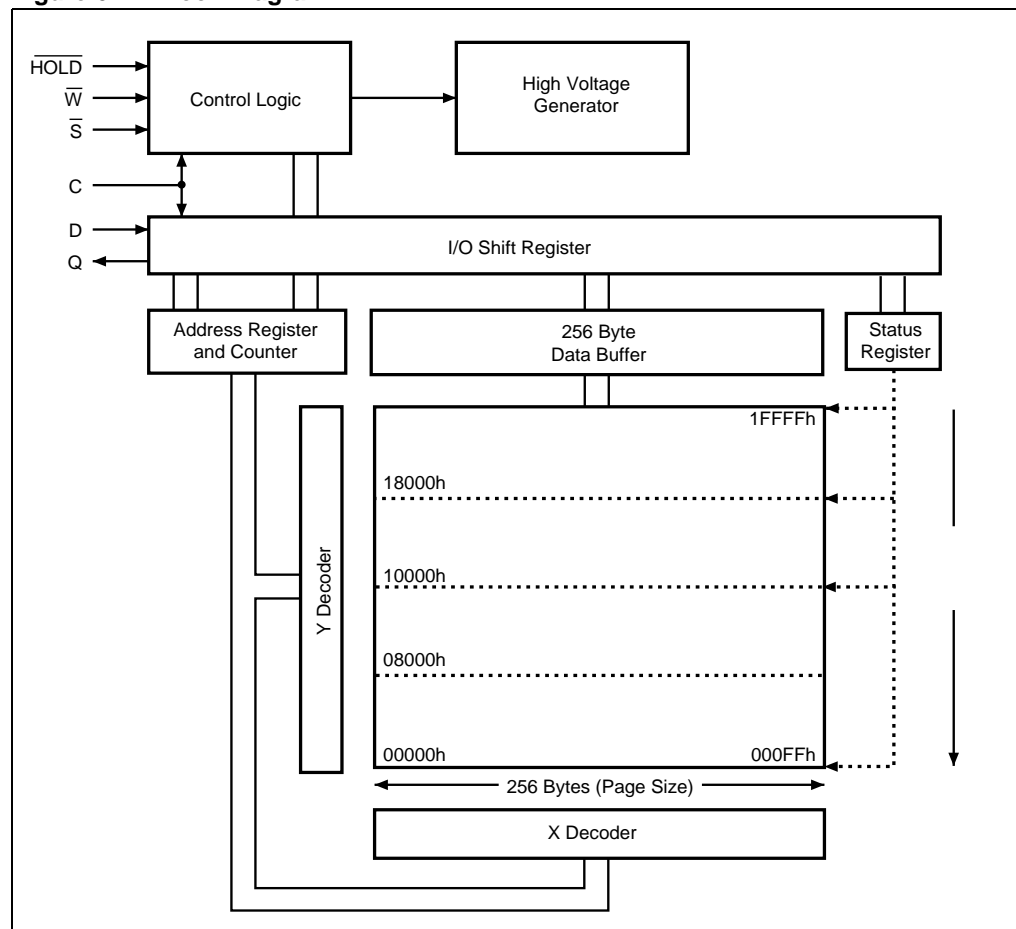 HOLD
W
S
C
D
Q
Control Logic
High Voltage
Generator
I/O Shift Register
Address Register
and Counter
256 Byte
Data Buffer
Status
Register
1FFFFh
18000h
10000h
08000h
00000h
000FFh
Y Decoder
256 Bytes (Page Size)
X Decoder